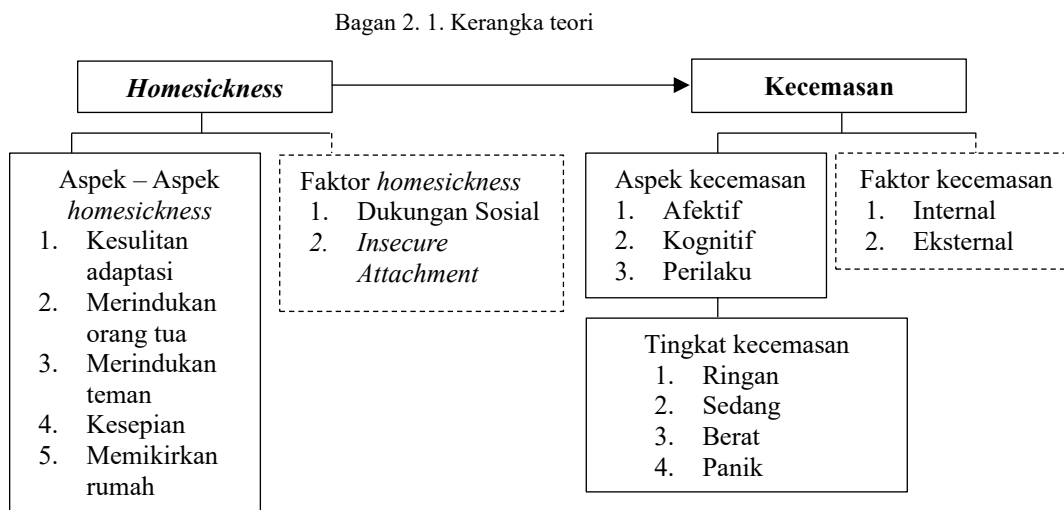 Bagan 2. 1. Kerangka teori
Homesickness
Kecemasan
Aspek – Aspek
homesickness
1. Kesulitan
adaptasi
2. Merindukan
orang tua
3. Merindukan
teman
4. Kesepian
5. Memikirkan
rumah
Faktor homesickness
1. Dukungan Sosial
2. Insecure
Attachment
Aspek kecemasan
1. Afektif
2. Kognitif
3. Perilaku
Faktor kecemasan
1. Internal
2. Eksternal
Tingkat kecemasan
1. Ringan
2. Sedang
3. Berat
4. Panik